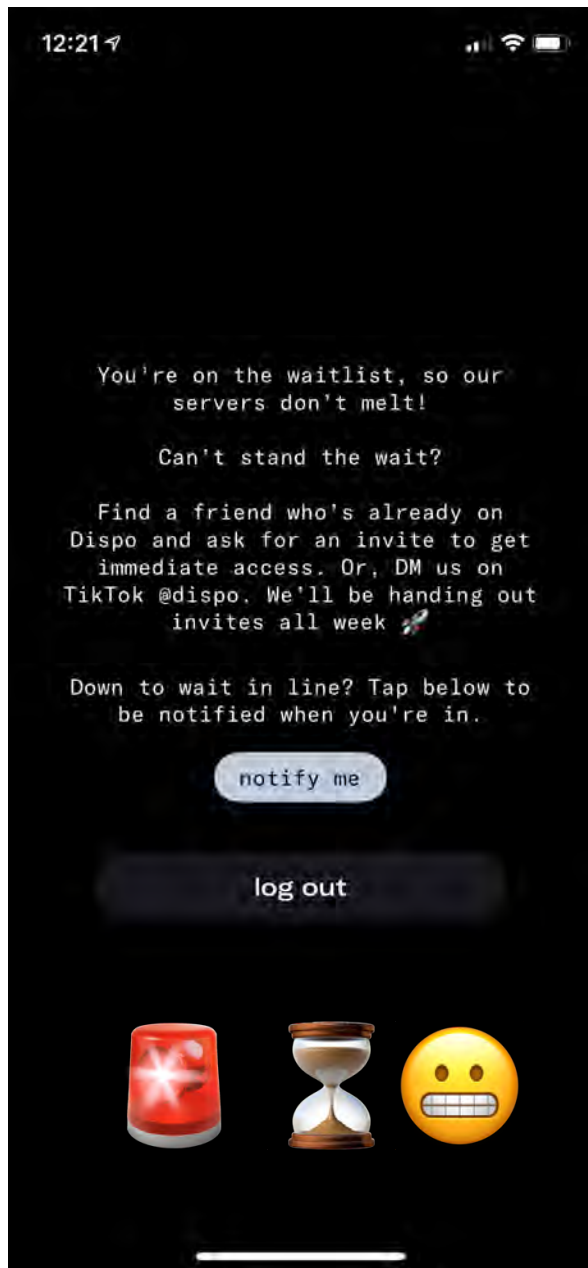 12:21
You're on the waitlist, so our
servers don't melt!
Can't stand the wait?
Find a friend who's already on
Dispo and ask for an invite to get
immediate access. Or, DM us on
TikTok @dispo. We'll be handing out
invites all week 🚀
Down to wait in line? Tap below to
be notified when you're in.
notify me
log out